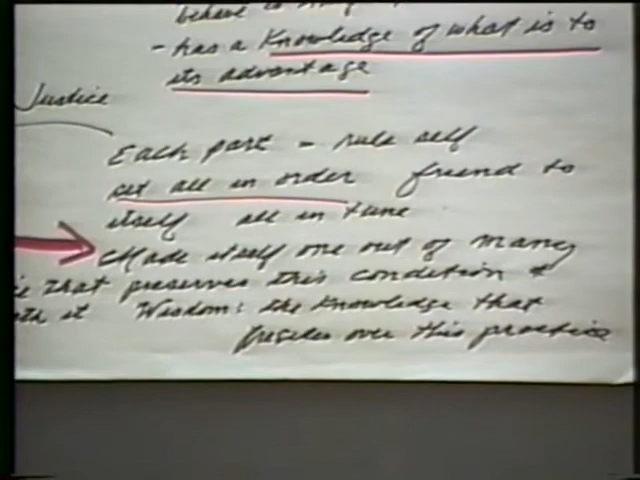 - has a Knowledge of what is to
its advantage
Justice
Each part - rule self
set all in order friend to
itself all in tune
Made itself one out of many
that preserves this condition &
it Wisdom: the Knowledge that
presides over this practice